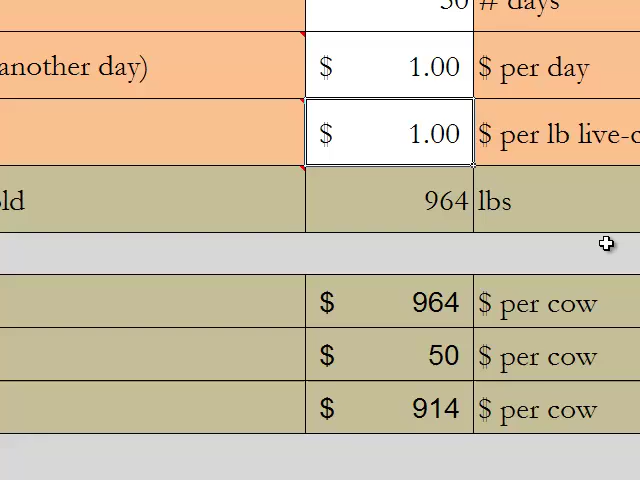 50 # days
another day) $ 1.00 $ per day
$ 1.00 $ per lb live-c
old 964 lbs
$ 964 $ per cow
$ 50 $ per cow
$ 914 $ per cow